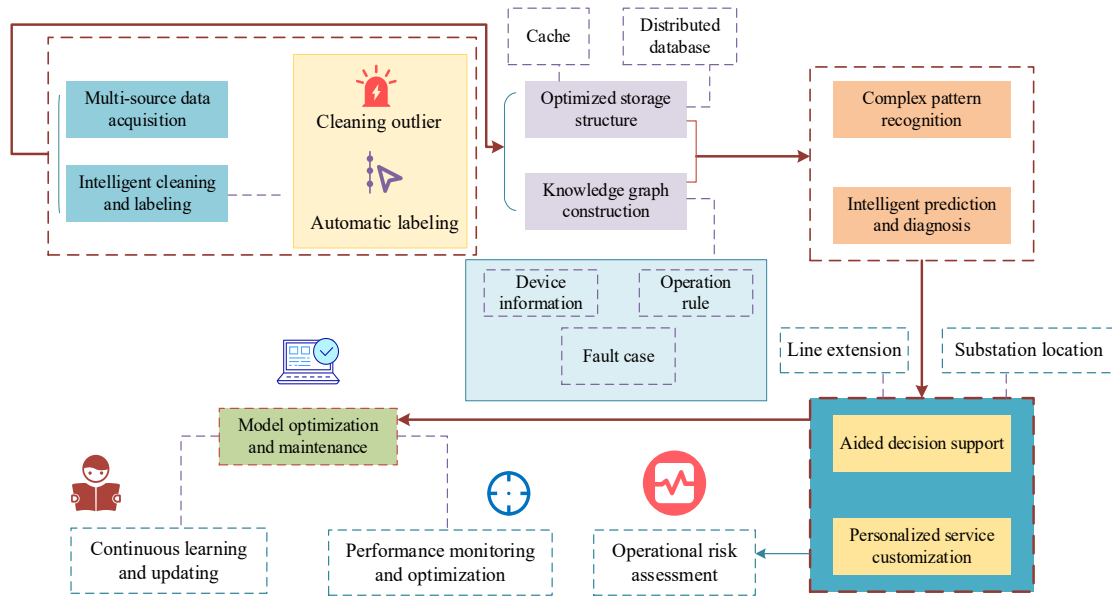 Multi-source data
acquisition
Intelligent cleaning
and labeling
Cleaning outlier
Automatic labeling
Cache
Distributed
database
Optimized storage
structure
Knowledge graph
construction
Device
information
Operation
rule
Fault case
Complex pattern
recognition
Intelligent prediction
and diagnosis
Line extension
Substation location
Aided decision support
Personalized service
customization
Model optimization
and maintenance
Continuous learning
and updating
Performance monitoring
and optimization
Operational risk
assessment